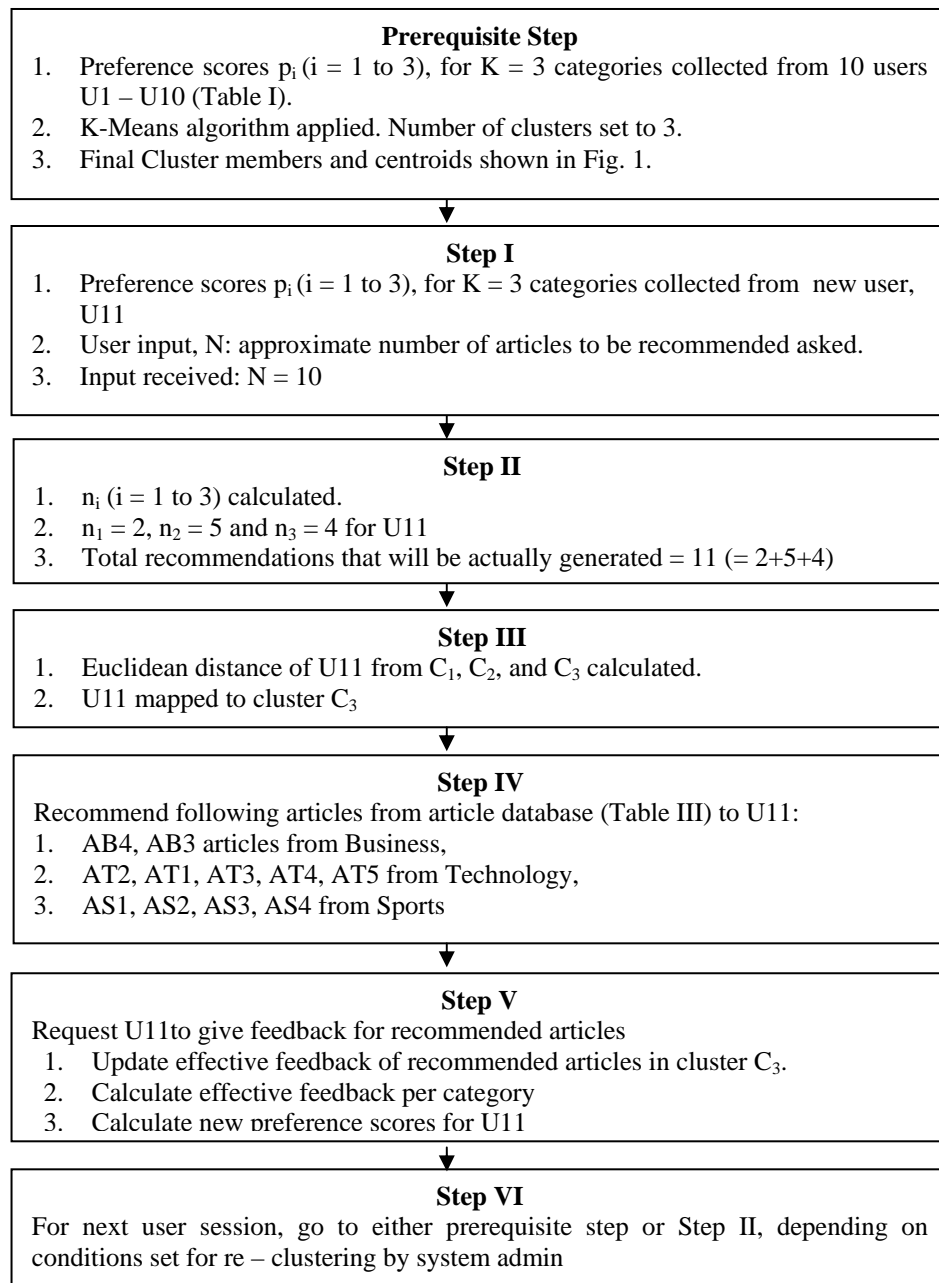 Prerequisite Step
1. Preference scores pᵢ (i = 1 to 3), for K = 3 categories collected from 10 users
U1 – U10 (Table I).
2. K-Means algorithm applied. Number of clusters set to 3.
3. Final Cluster members and centroids shown in Fig. 1.
Step I
1. Preference scores pᵢ (i = 1 to 3), for K = 3 categories collected from new user,
U11
2. User input, N: approximate number of articles to be recommended asked.
3. Input received: N = 10
Step II
1. nᵢ (i = 1 to 3) calculated.
2. n₁ = 2, n₂ = 5 and n₃ = 4 for U11
3. Total recommendations that will be actually generated = 11 (= 2+5+4)
Step III
1. Euclidean distance of U11 from C₁, C₂, and C₃ calculated.
2. U11 mapped to cluster C₃
Step IV
Recommend following articles from article database (Table III) to U11:
1. AB4, AB3 articles from Business,
2. AT2, AT1, AT3, AT4, AT5 from Technology,
3. AS1, AS2, AS3, AS4 from Sports
Step V
Request U11to give feedback for recommended articles
1. Update effective feedback of recommended articles in cluster C₃.
2. Calculate effective feedback per category
3. Calculate new preference scores for U11
Step VI
For next user session, go to either prerequisite step or Step II, depending on
conditions set for re – clustering by system admin